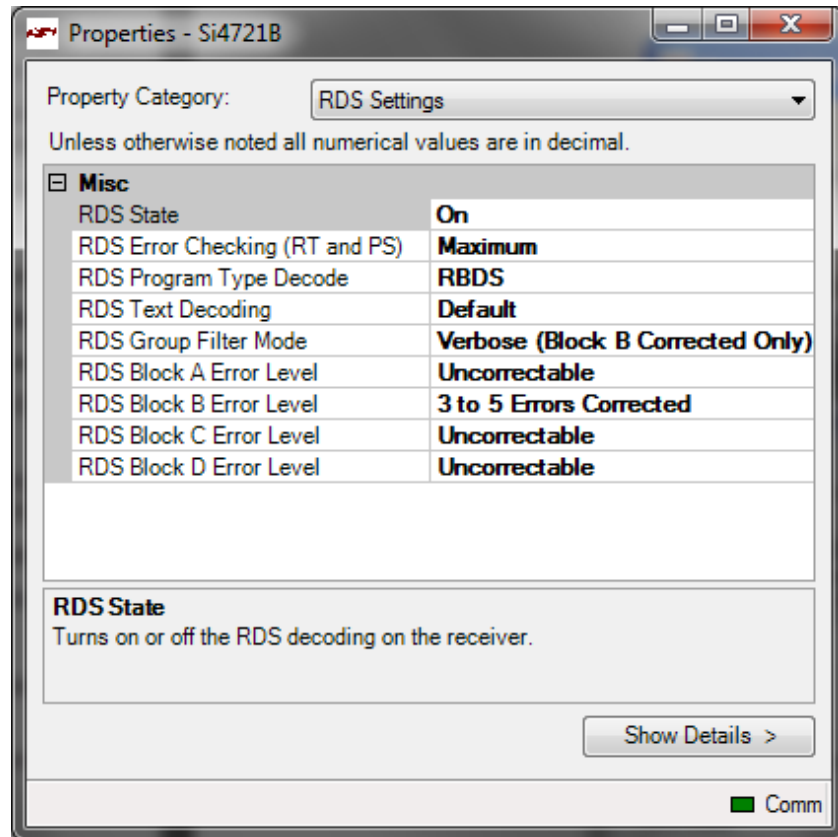 Properties - Si4721B
Property Category: RDS Settings
Unless otherwise noted all numerical values are in decimal.
Misc
RDS State On
RDS Error Checking (RT and PS) Maximum
RDS Program Type Decode RBDS
RDS Text Decoding Default
RDS Group Filter Mode Verbose (Block B Corrected Only)
RDS Block A Error Level Uncorrectable
RDS Block B Error Level 3 to 5 Errors Corrected
RDS Block C Error Level Uncorrectable
RDS Block D Error Level Uncorrectable
RDS State
Turns on or off the RDS decoding on the receiver.
Show Details >
Comm